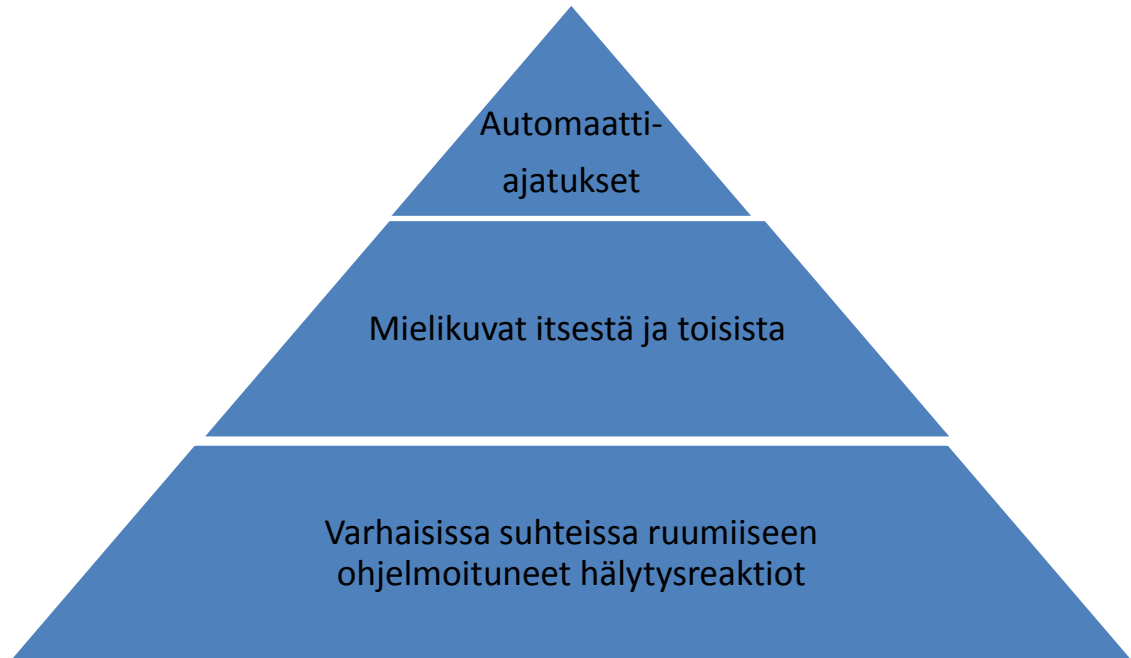 Automaatti-
ajatukset
Mielikuvat itsestä ja toisista
Varhaisissa suhteissa ruumiiseen
ohjelmoituneet hälytysreaktiot